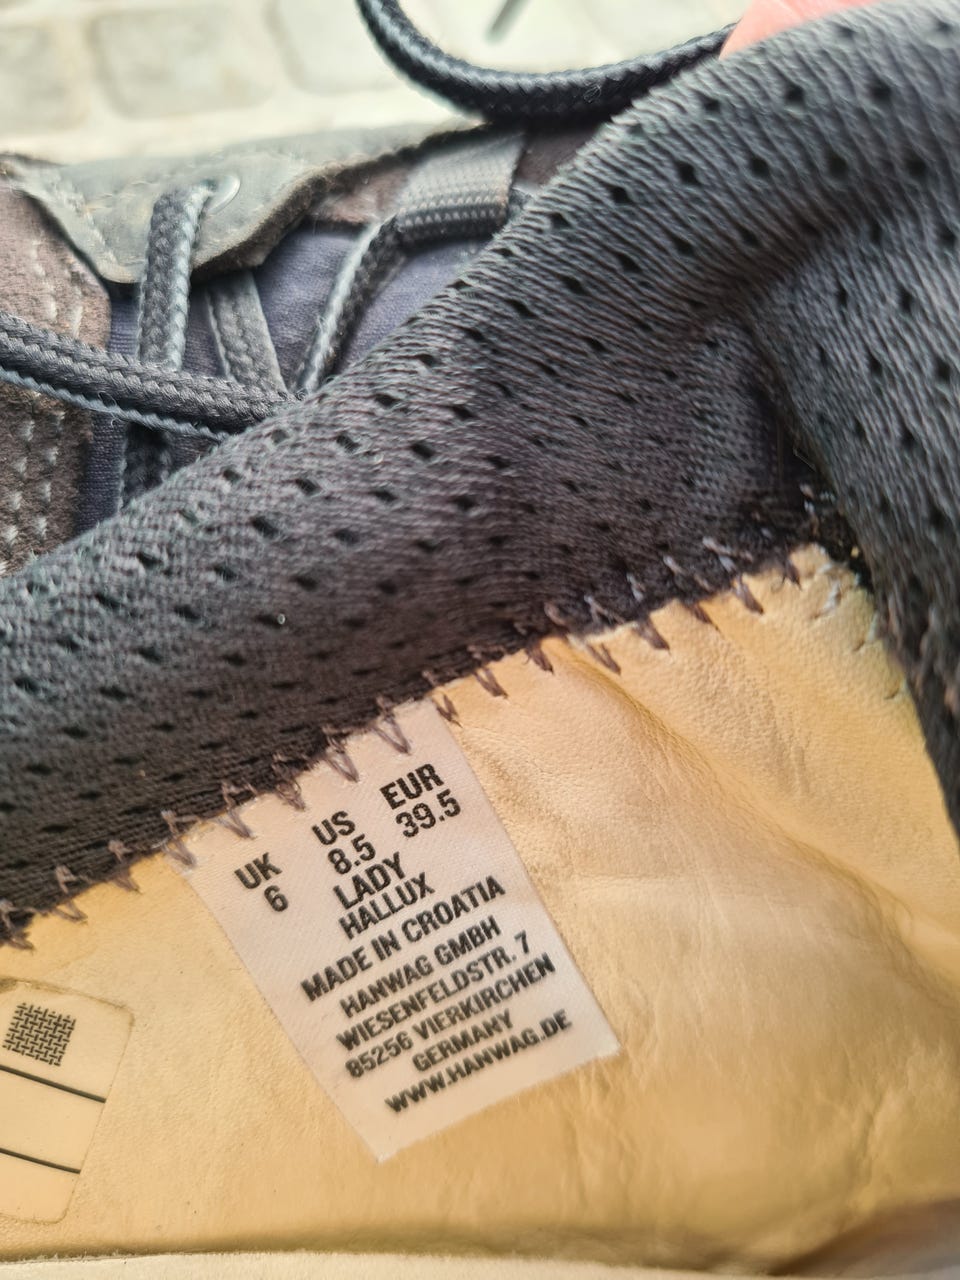 UK US EUR
6 8.5 39.5
LADY
HALLUX
MADE IN CROATIA
HANWAG GMBH
WIESENFELDSTR. 7
85256 VIERKIRCHEN
GERMANY
WWW.HANWAG.DE